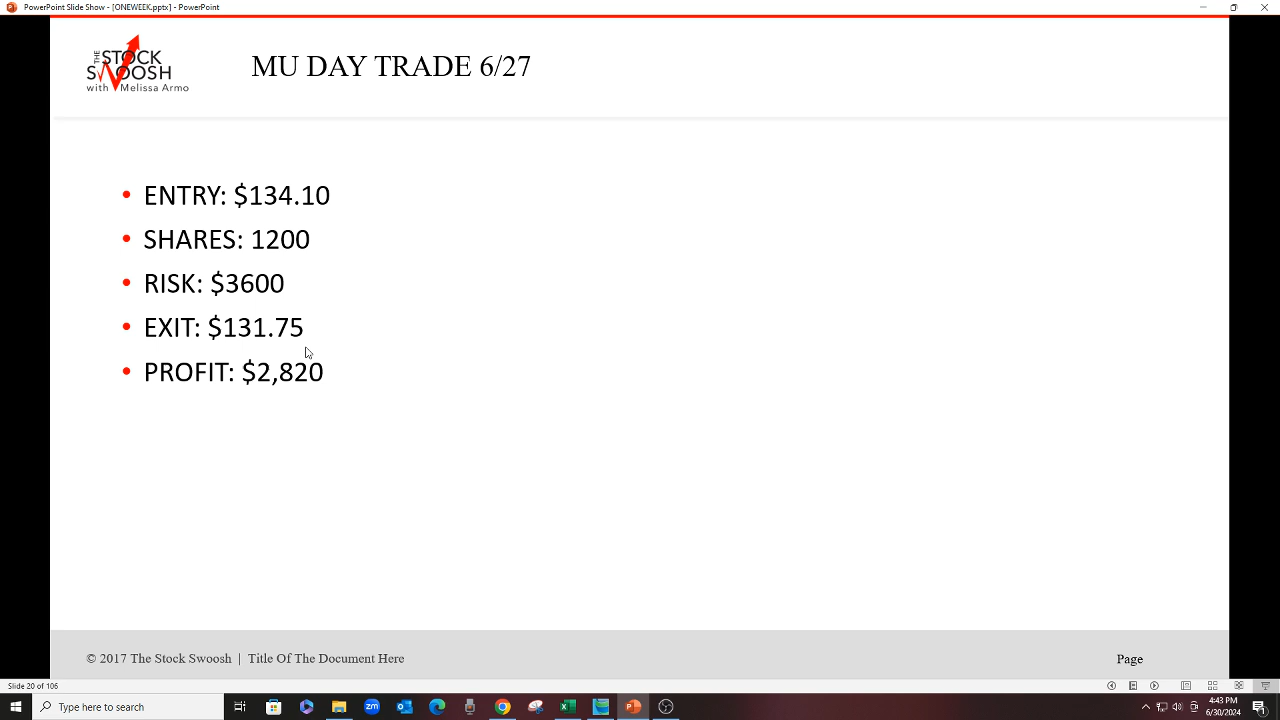 PowerPoint Slide Show - [ONEWEEK.pptx] - PowerPoint
THE STOCK
SWOOSH
with Melissa Armo
MU DAY TRADE 6/27
• ENTRY: $134.10
• SHARES: 1200
• RISK: $3600
• EXIT: $131.75
• PROFIT: $2,820
© 2017 The Stock Swoosh | Title Of The Document Here
Page
Slide 20 of 106
Type here to search
4:43 PM
6/30/2024